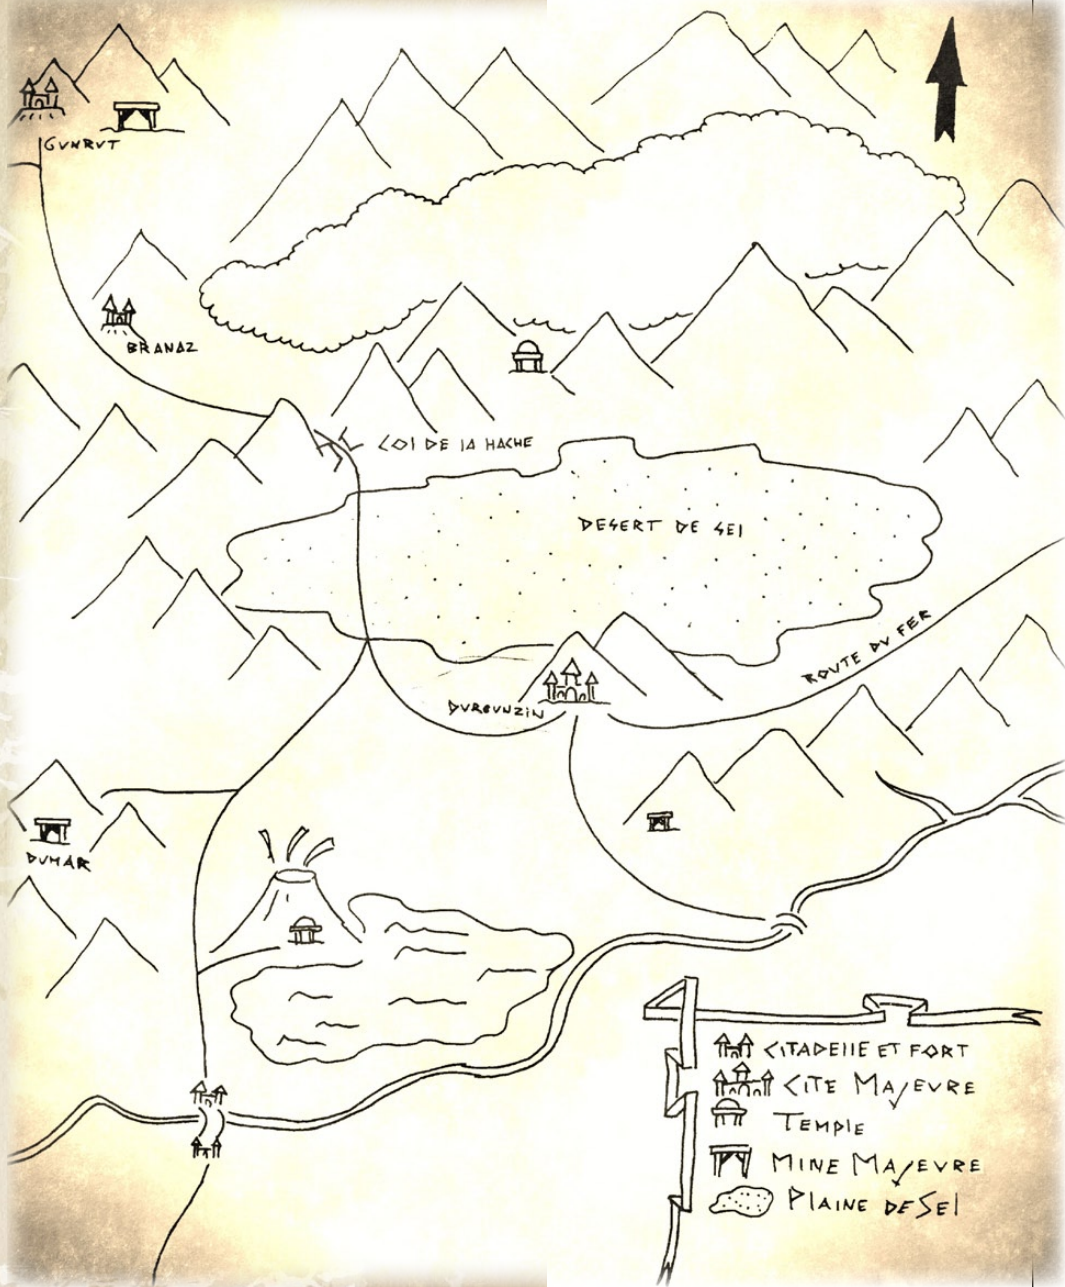 GUNRUT
BRANAZ
COl DE lA HACHE
DESERT DE SEl
ROUTE DU FER
DURGUNZIN
DUHAR
CITADEllE ET FORT
CITE MAJEURE
TEMPlE
MINE MAJEURE
PlAINE DE SEl